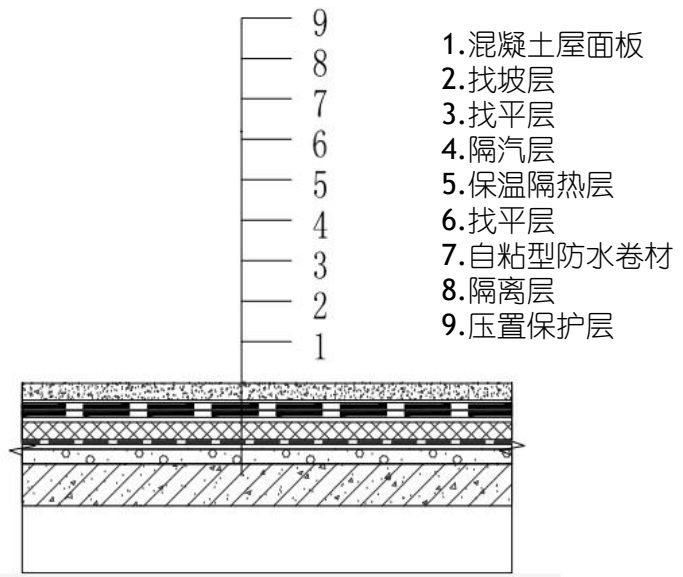 9
8
7
6
5
4
3
2
1
1.混凝土屋面板
2.找坡层
3.找平层
4.隔汽层
5.保温隔热层
6.找平层
7.自粘型防水卷材
8.隔离层
9.压置保护层